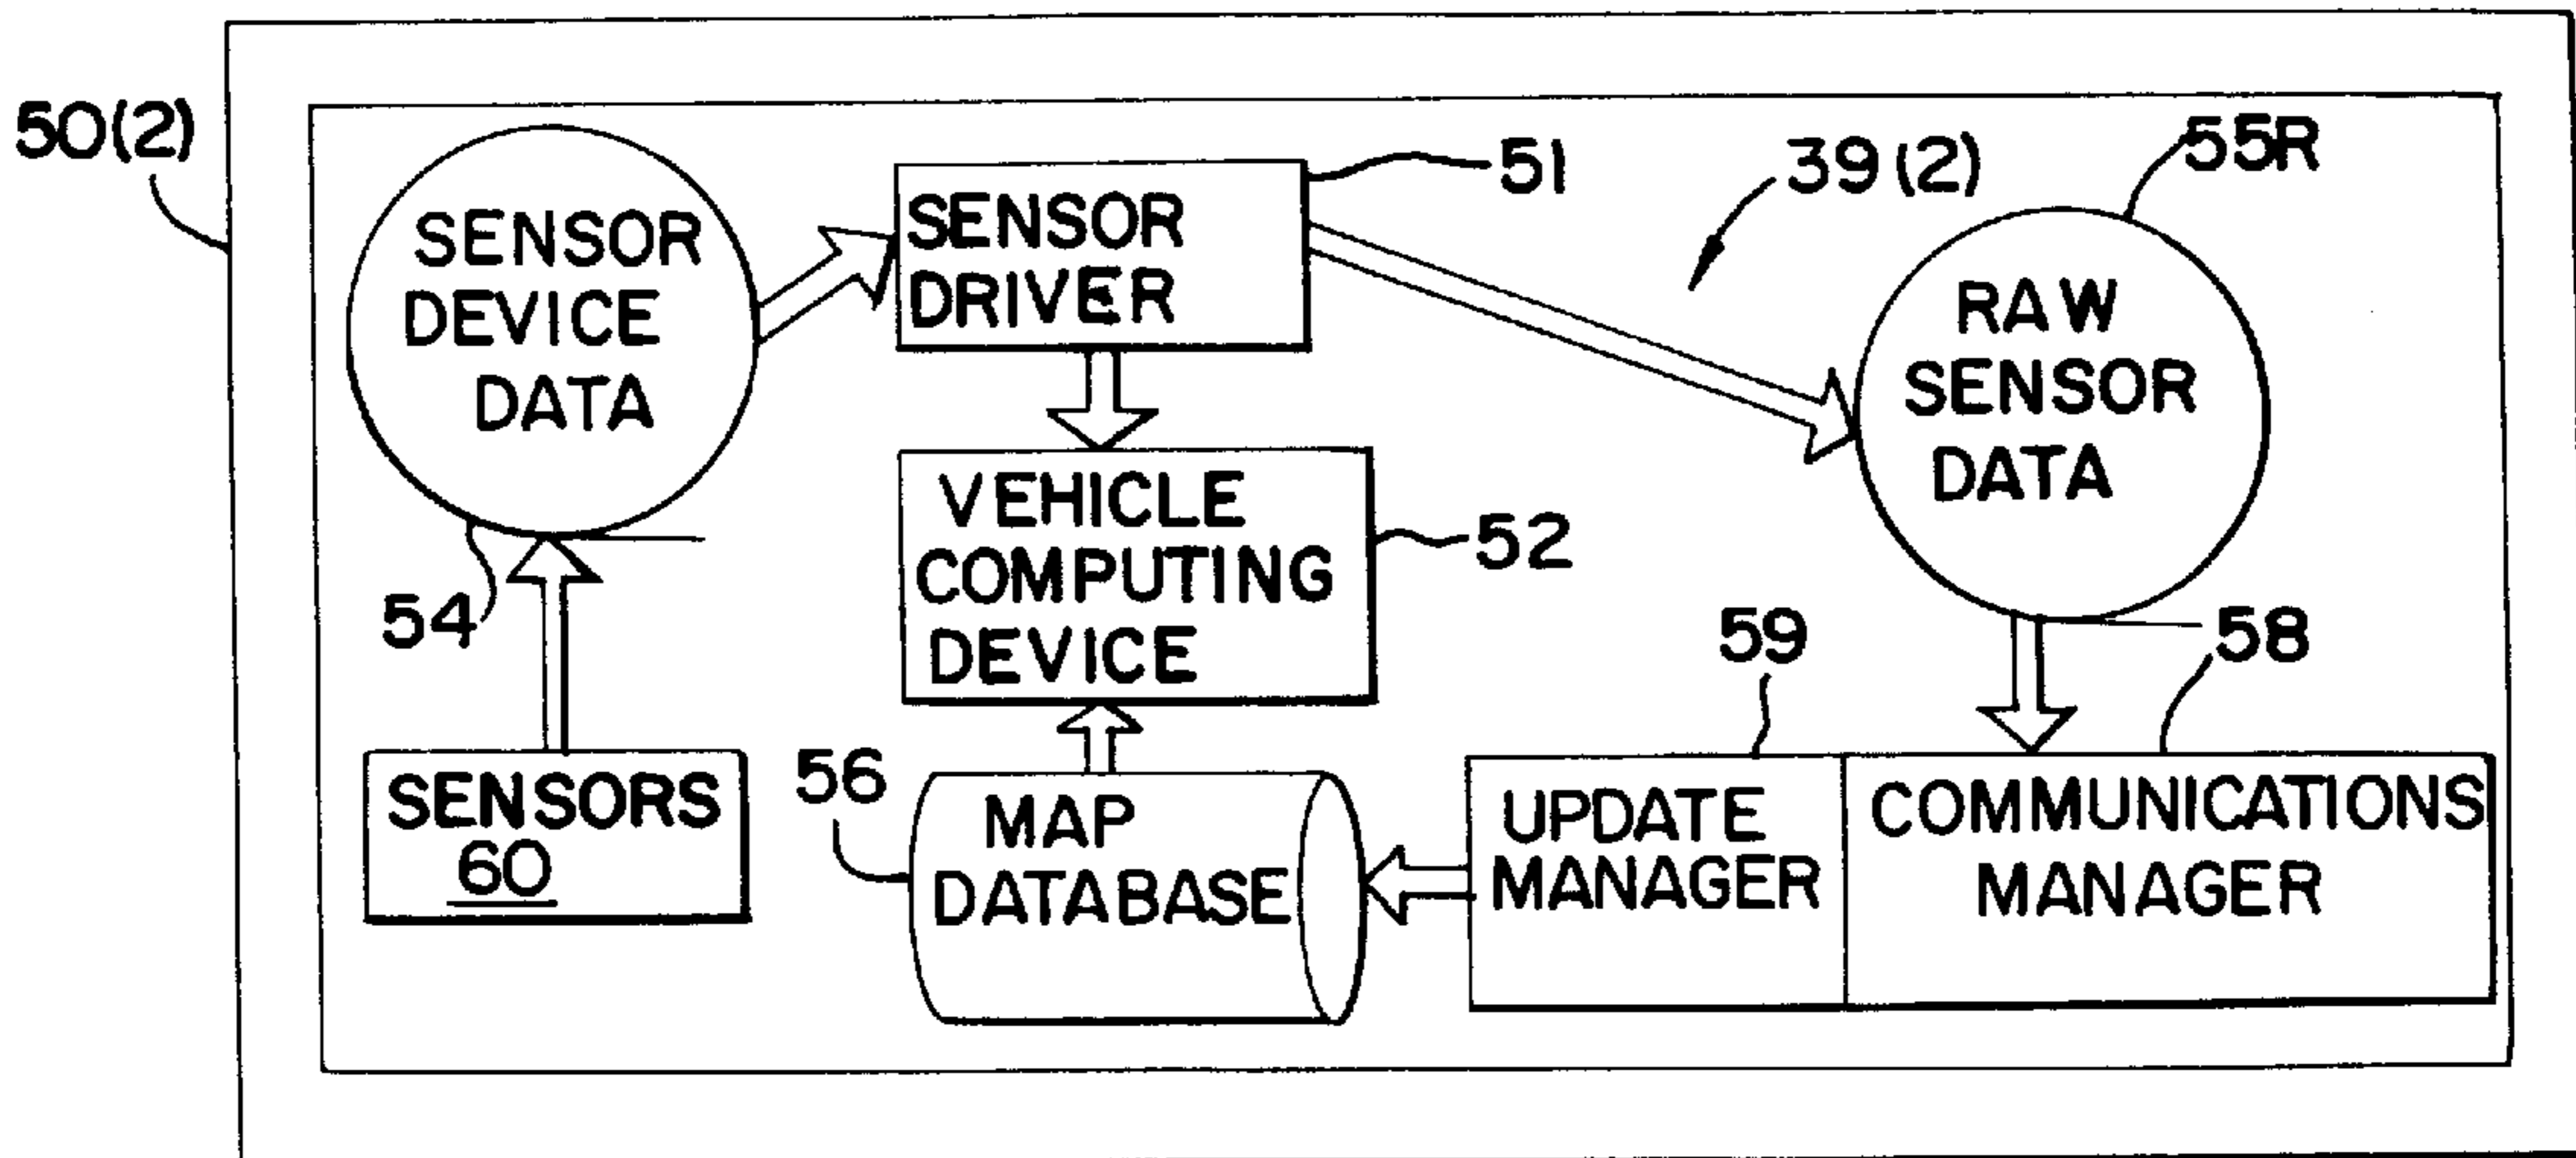 50(2)
SENSOR
DEVICE
DATA
54
SENSORS
60
SENSOR
DRIVER
51
39(2)
VEHICLE
COMPUTING
DEVICE
52
MAP
DATABASE
56
55R
RAW
SENSOR
DATA
59
58
UPDATE
MANAGER
COMMUNICATIONS
MANAGER